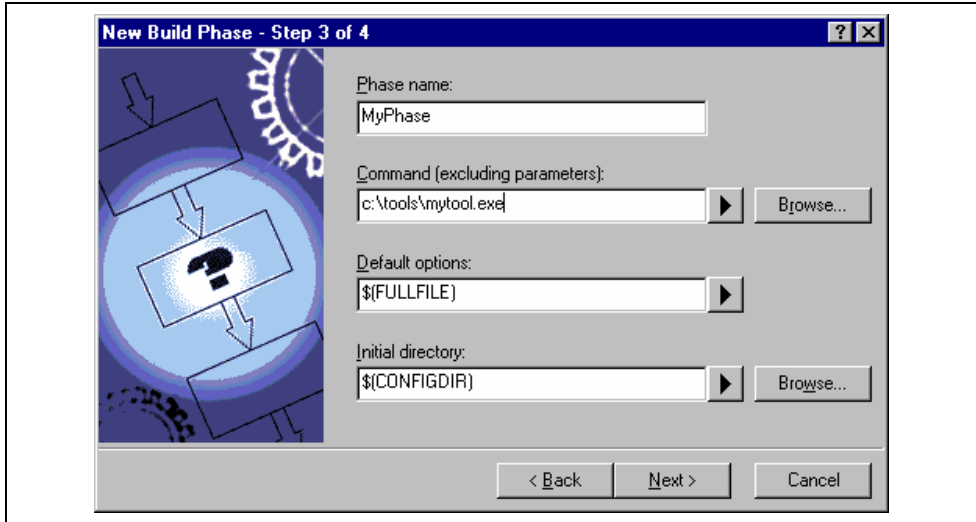 New Build Phase - Step 3 of 4
Phase name:
MyPhase
Command (excluding parameters):
c:\tools\mytool.exe
Browse...
Default options:
$(FULLFILE)
Initial directory:
$(CONFIGDIR)
Browse...
< Back
Next >
Cancel